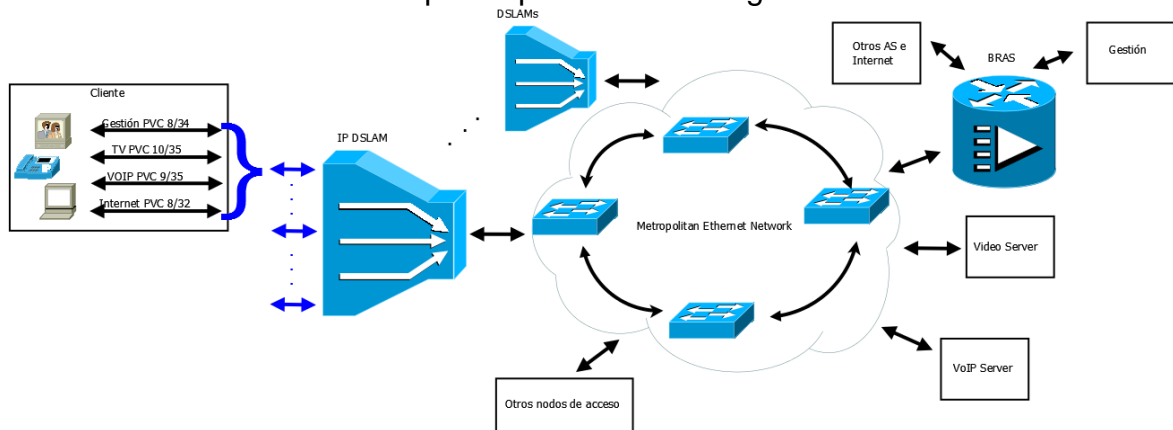 DSLAMs
Otros AS e
Internet
BRAS
Gestión
Cliente
Gestión PVC 8/34
TV PVC 10/35
VOIP PVC 9/35
Internet PVC 8/32
IP DSLAM
Metropolitan Ethernet Network
Video Server
VoIP Server
Otros nodos de acceso